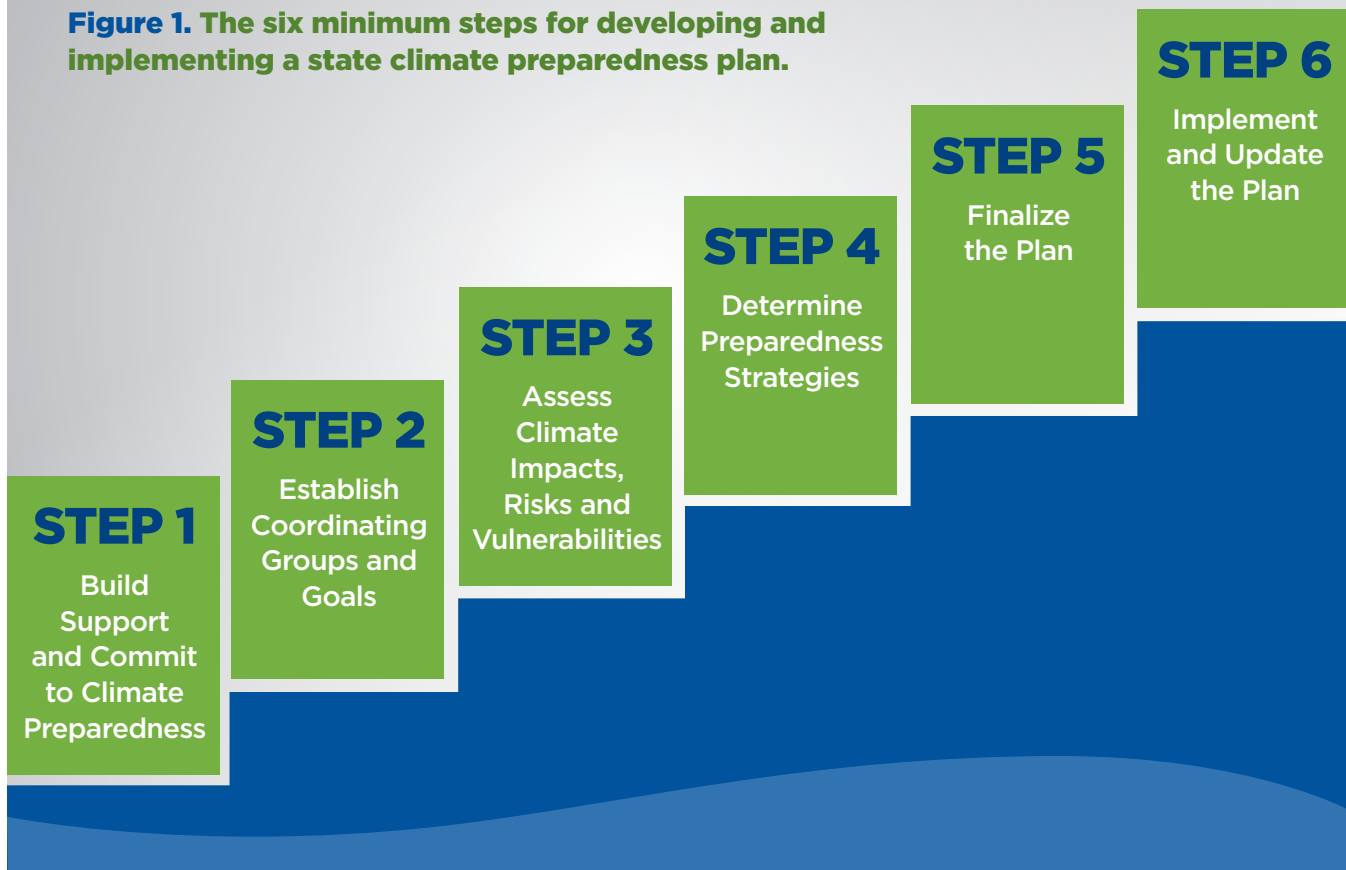 Figure 1. The six minimum steps for developing and
implementing a state climate preparedness plan.
STEP 1
Build
Support
and Commit
to Climate
Preparedness
STEP 2
Establish
Coordinating
Groups and
Goals
STEP 3
Assess
Climate
Impacts,
Risks and
Vulnerabilities
STEP 4
Determine
Preparedness
Strategies
STEP 5
Finalize
the Plan
STEP 6
Implement
and Update
the Plan